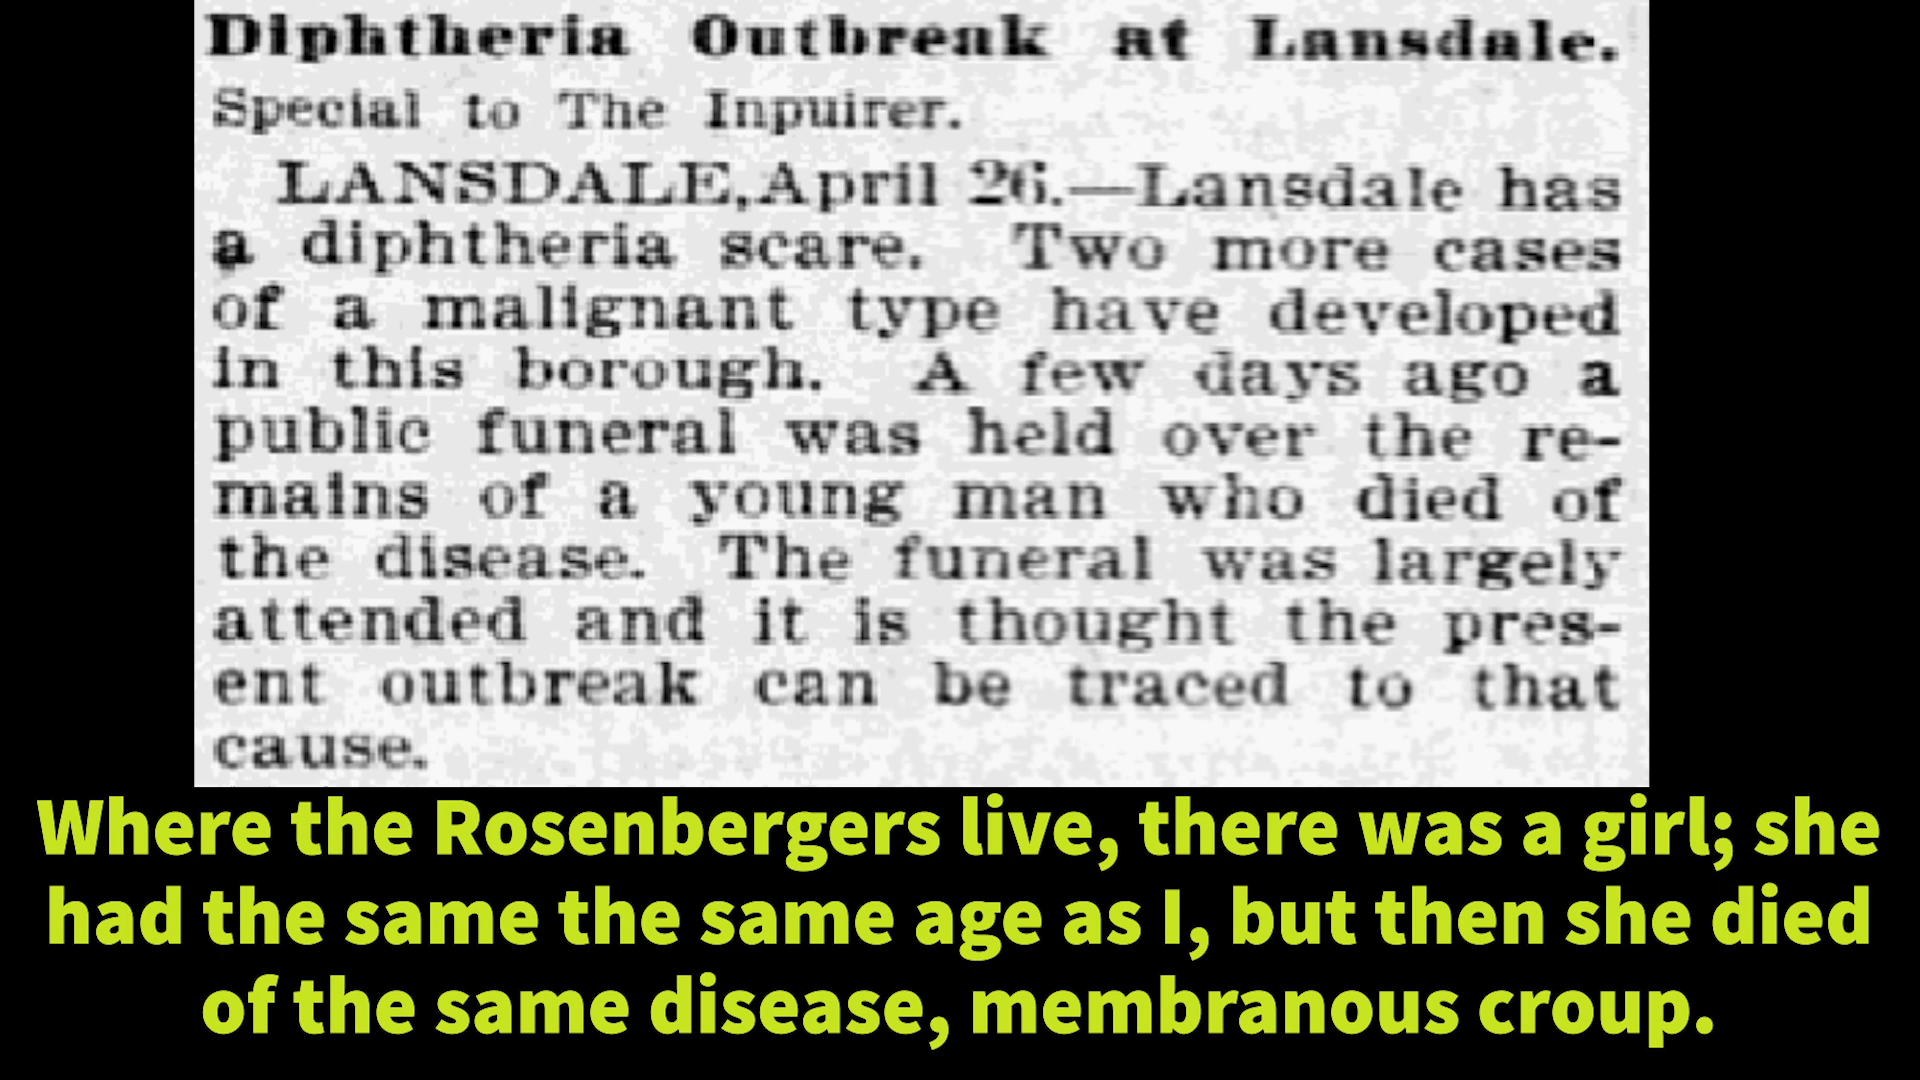 Diphtheria Outbreak at Lansdale.
Special to The Inpuirer.
LANSDALE, April 26.—Lansdale has
a diphtheria scare. Two more cases
of a malignant type have developed
in this borough. A few days ago a
public funeral was held over the re-
mains of a young man who died of
the disease. The funeral was largely
attended and it is thought the pres-
ent outbreak can be traced to that
cause.
Where the Rosenbergers live, there was a girl; she
had the same the same age as I, but then she died
of the same disease, membranous croup.